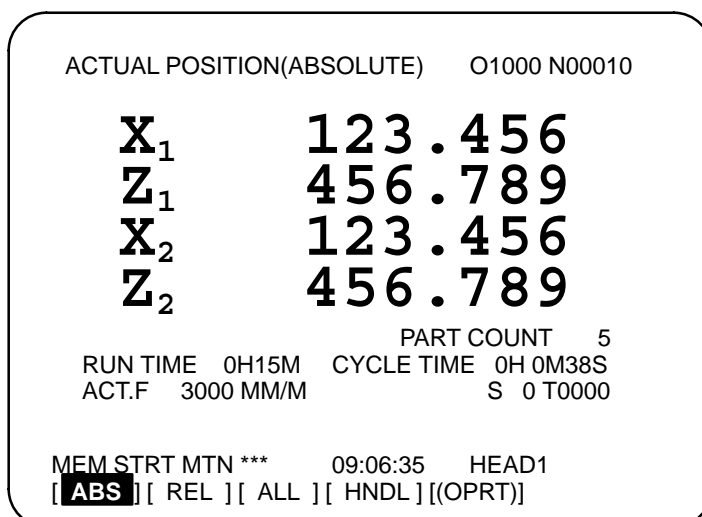 ACTUAL POSITION(ABSOLUTE) O1000 N00010
X1 123.456
Z1 456.789
X2 123.456
Z2 456.789
PART COUNT 5
RUN TIME 0H15M CYCLE TIME 0H 0M38S
ACT.F 3000 MM/M S 0 T0000
MEM STRT MTN *** 09:06:35 HEAD1
[ ABS ] [ REL ] [ ALL ] [ HNDL ] [(OPRT)]